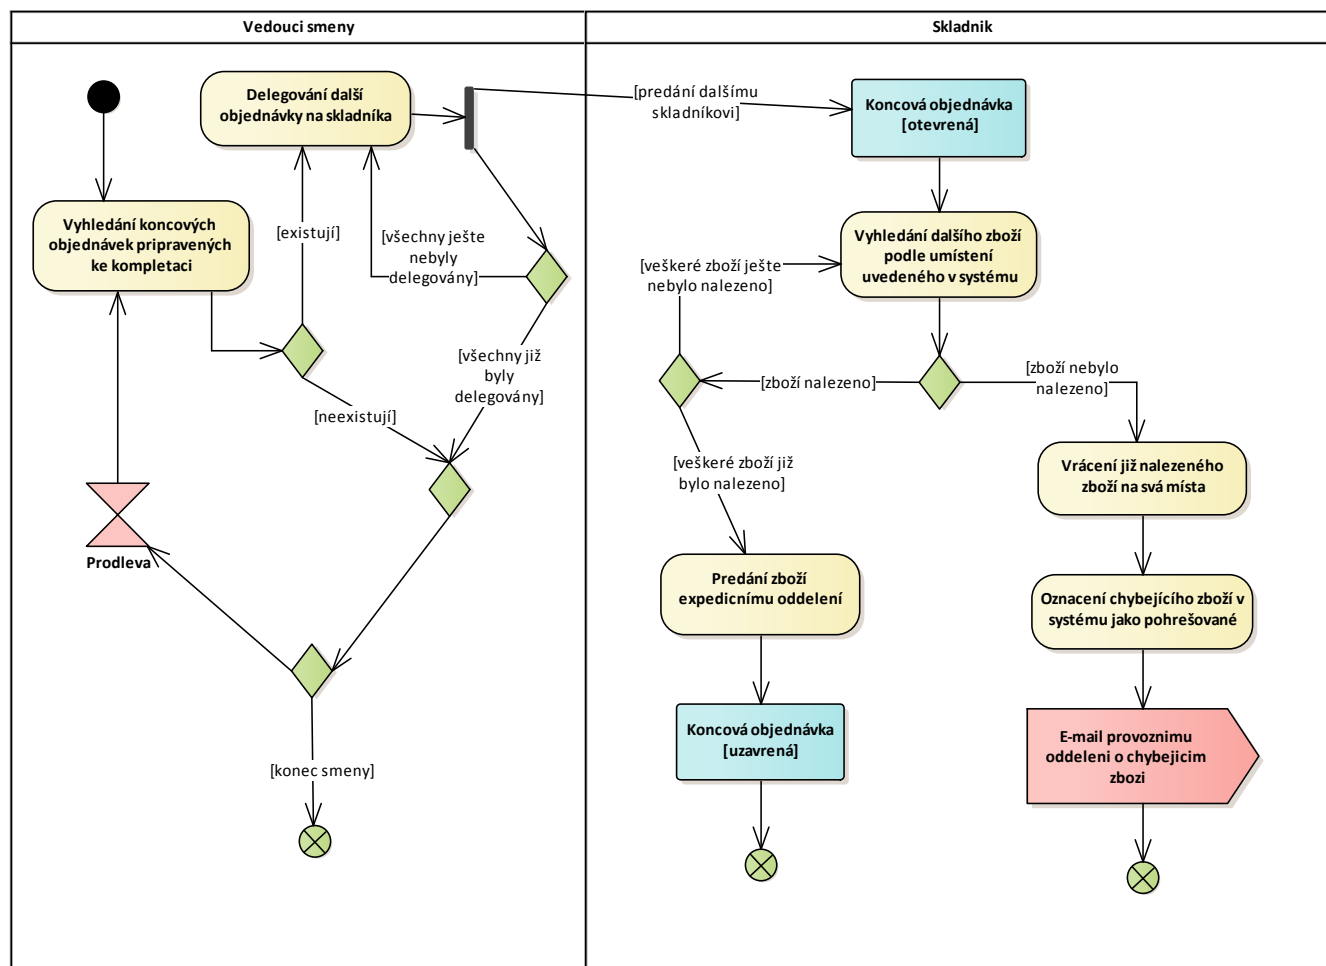 Vedouci smeny
Skladnik
Delegování další
objednávky na skladníka
[predání dalšímu
skladníkovi]
Koncová objednávka
[otevrená]
Vyhledání koncových
objednávek pripravených
ke kompletaci
[existují]
[všechny ješte
nebyly
delegovány]
Vyhledání dalšího zboží
podle umístení
uvedeného v systému
[veškeré zboží ješte
nebylo nalezeno]
[všechny již
byly
delegovány]
[neexistují]
[zboží nalezeno]
[zboží nebylo
nalezeno]
[veškeré zboží již
bylo nalezeno]
Vrácení již nalezeného
zboží na svá místa
Prodleva
Predání zboží
expedicnímu oddelení
Oznacení chybejícího zboží v
systému jako pohrešované
Koncová objednávka
[uzavrená]
E-mail provoznimu
oddeleni o chybejicim
zbozi
[konec smeny]